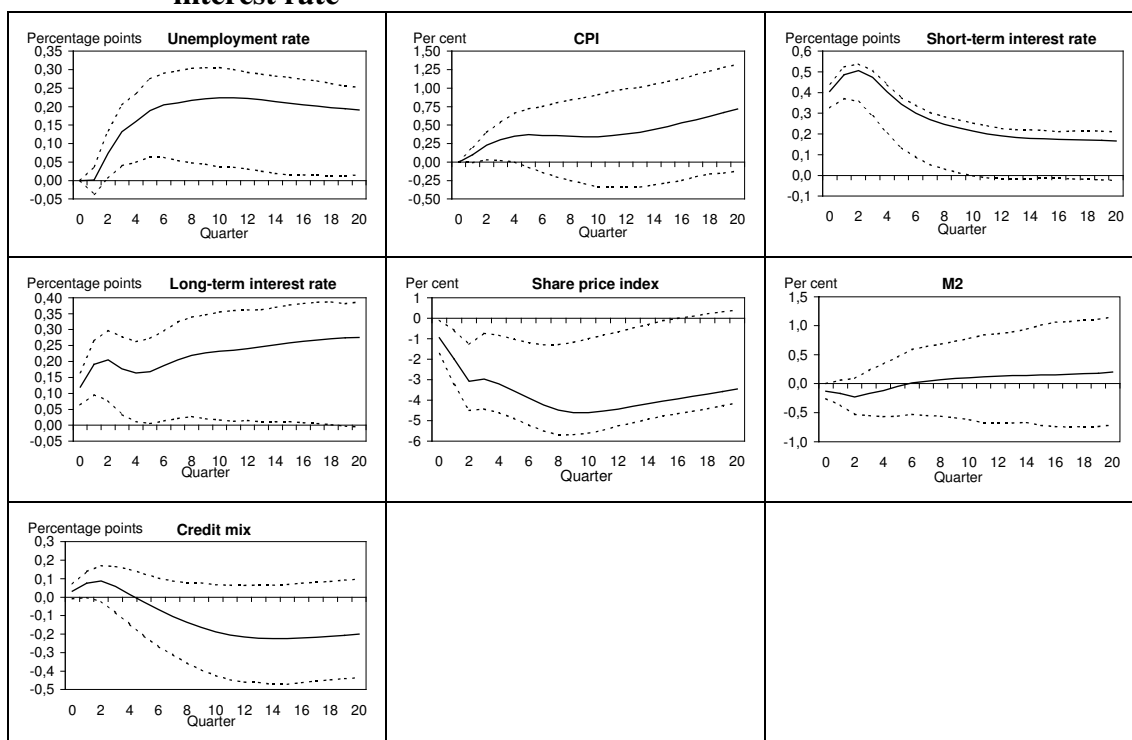 interest rate
Percentage points Unemployment rate
0,35
0,30
0,25
0,20
0,15
0,10
0,05
0,00
-0,05
0 2 4 6 8 10 12 14 16 18 20
Quarter
Per cent CPI
1,50
1,25
1,00
0,75
0,50
0,25
0,00
-0,25
-0,50
0 2 4 6 8 10 12 14 16 18 20
Quarter
Percentage points Short-term interest rate
0,6
0,5
0,4
0,3
0,2
0,1
0,0
-0,1
0 2 4 6 8 10 12 14 16 18 20
Quarter
Percentage points Long-term interest rate
0,40
0,35
0,30
0,25
0,20
0,15
0,10
0,05
0,00
-0,05
0 2 4 6 8 10 12 14 16 18 20
Quarter
Per cent Share price index
1
0
-1
-2
-3
-4
-5
-6
0 2 4 6 8 10 12 14 16 18 20
Quarter
Per cent M2
1,5
1,0
0,5
0,0
-0,5
-1,0
0 2 4 6 8 10 12 14 16 18 20
Quarter
Percentage points Credit mix
0,3
0,2
0,1
0,0
-0,1
-0,2
-0,3
-0,4
-0,5
0 2 4 6 8 10 12 14 16 18 20
Quarter